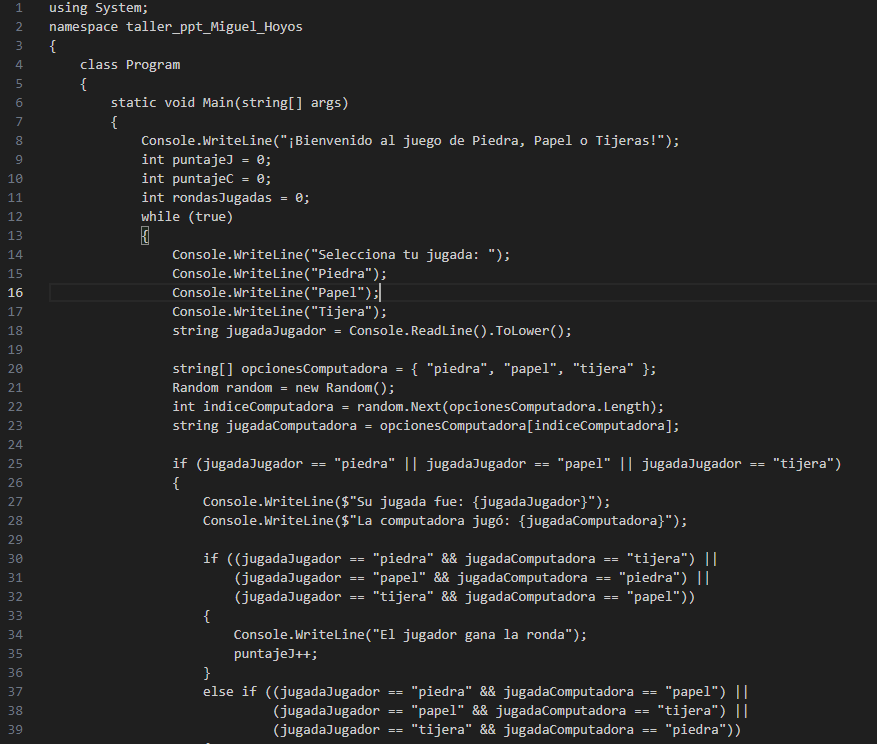 1 using System;
2 namespace taller_ppt_Miguel_Hoyos
3 {
4 class Program
5 {
6 static void Main(string[] args)
7 {
8 Console.WriteLine("¡Bienvenido al juego de Piedra, Papel o Tijeras!");
9 int puntajeJ = 0;
10 int puntajeC = 0;
11 int rondasJugadas = 0;
12 while (true)
13 {
14 Console.WriteLine("Selecciona tu jugada: ");
15 Console.WriteLine("Piedra");
16 Console.WriteLine("Papel");
17 Console.WriteLine("Tijera");
18 string jugadaJugador = Console.ReadLine().ToLower();
19
20 string[] opcionesComputadora = { "piedra", "papel", "tijera" };
21 Random random = new Random();
22 int indiceComputadora = random.Next(opcionesComputadora.Length);
23 string jugadaComputadora = opcionesComputadora[indiceComputadora];
24
25 if (jugadaJugador == "piedra" || jugadaJugador == "papel" || jugadaJugador == "tijera")
26 {
27 Console.WriteLine($"Su jugada fue: {jugadaJugador}");
28 Console.WriteLine($"La computadora jugó: {jugadaComputadora}");
29
30 if ((jugadaJugador == "piedra" && jugadaComputadora == "tijera") ||
31 (jugadaJugador == "papel" && jugadaComputadora == "piedra") ||
32 (jugadaJugador == "tijera" && jugadaComputadora == "papel"))
33 {
34 Console.WriteLine("El jugador gana la ronda");
35 puntajeJ++;
36 }
37 else if ((jugadaJugador == "piedra" && jugadaComputadora == "papel") ||
38 (jugadaJugador == "papel" && jugadaComputadora == "tijera") ||
39 (jugadaJugador == "tijera" && jugadaComputadora == "piedra"))